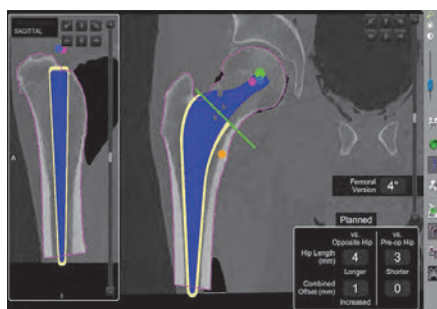 SAGITTAL
A
Femoral
Version
4°
Planned
vs.
Opposite Hip
vs.
Pre-op Hip
Hip Length
(mm)
4
3
Longer
Shorter
Combined
Offset (mm)
1
0
Increased